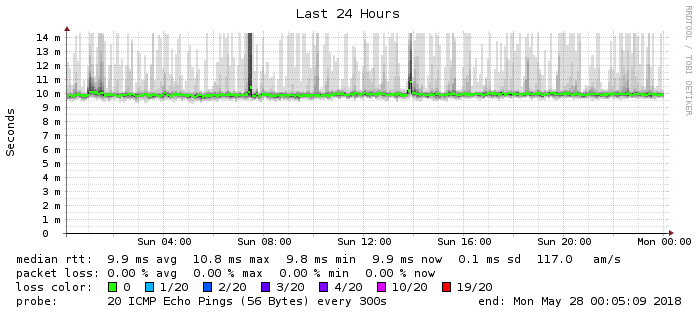 Last 24 Hours
RRDTOOL / TOBI OETIKER
Seconds
14 m
13 m
12 m
11 m
10 m
9 m
8 m
7 m
6 m
5 m
4 m
3 m
2 m
1 m
0
Sun 04:00 Sun 08:00 Sun 12:00 Sun 16:00 Sun 20:00 Mon 00:00
median rtt: 9.9 ms avg 10.8 ms max 9.8 ms min 9.9 ms now 0.1 ms sd 117.0 am/s
packet loss: 0.00 % avg 0.00 % max 0.00 % min 0.00 % now
loss color: 0 1/20 2/20 3/20 4/20 10/20 19/20
probe: 20 ICMP Echo Pings (56 Bytes) every 300s end: Mon May 28 00:05:09 2018